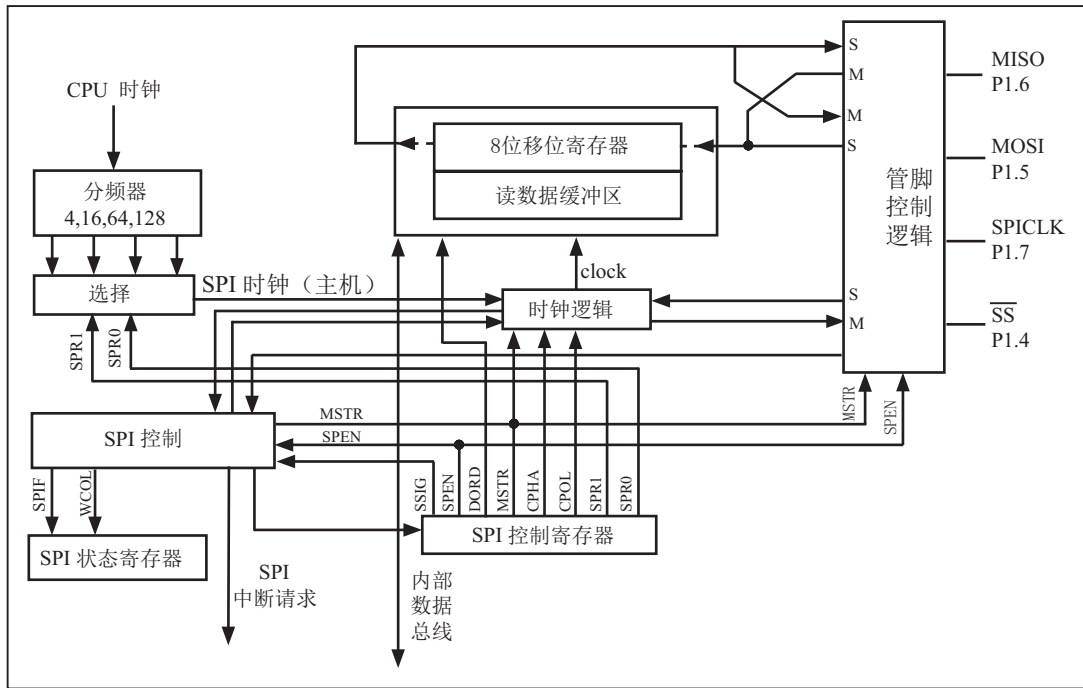 CPU 时钟
分频器
4,16,64,128
选择
SPI 时钟（主机）
SPR1
SPR0
8位移位寄存器
读数据缓冲区
clock
时钟逻辑
S
M
M
S
S
M
管脚
控制
逻辑
MISO
P1.6
MOSI
P1.5
SPICLK
P1.7
SS
P1.4
MSTR
SPEN
SPI 控制
MSTR
SPEN
SPIF
WCOL
SPI 状态寄存器
SSIG
SPEN
DORD
MSTR
CPHA
CPOL
SPR1
SPR0
SPI 控制寄存器
SPI
中断请求
内部
数据
总线